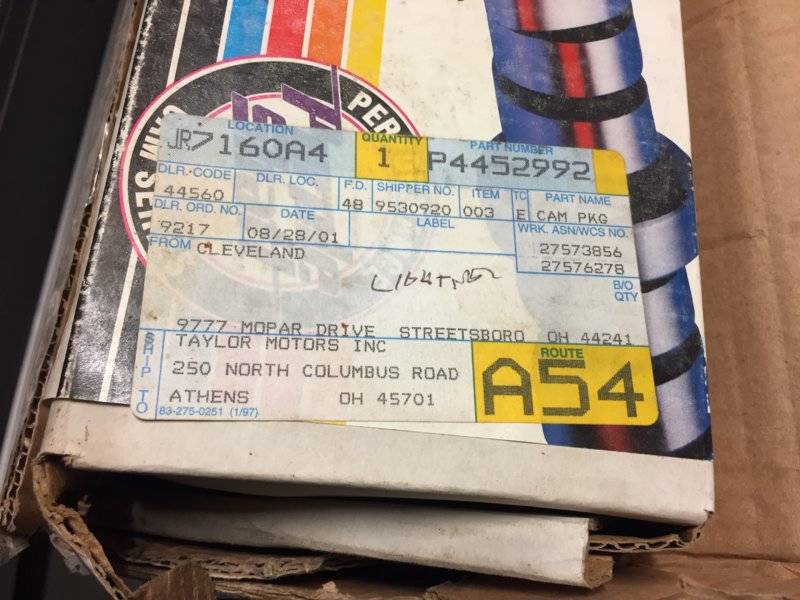 PER
CAM SE
LOCATION QUANTITY PART NUMBER
JR7160A4 1 P4452992
DLR. CODE DLR. LOC. F.D. SHIPPER NO. ITEM TC PART NAME
44560 48 9530920 003 E CAM PKG
DLR. ORD. NO. DATE LABEL WRK. ASN/WCS NO.
9217 08/28/01 27573856
FROM CLEVELAND 27576278
B/O
QTY
9777 MOPAR DRIVE STREETSBORO OH 44241
SHIP TO TAYLOR MOTORS INC ROUTE
250 NORTH COLUMBUS ROAD A54
ATHENS OH 45701
83-275-0251 (1/97)